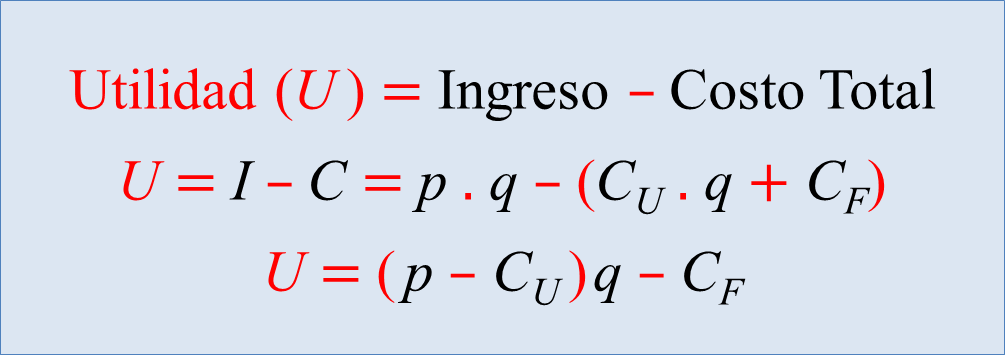 Utilidad (U) = Ingreso – Costo Total
U = I – C = p . q – (C_U . q + C_F)
U = (p – C_U)q – C_F